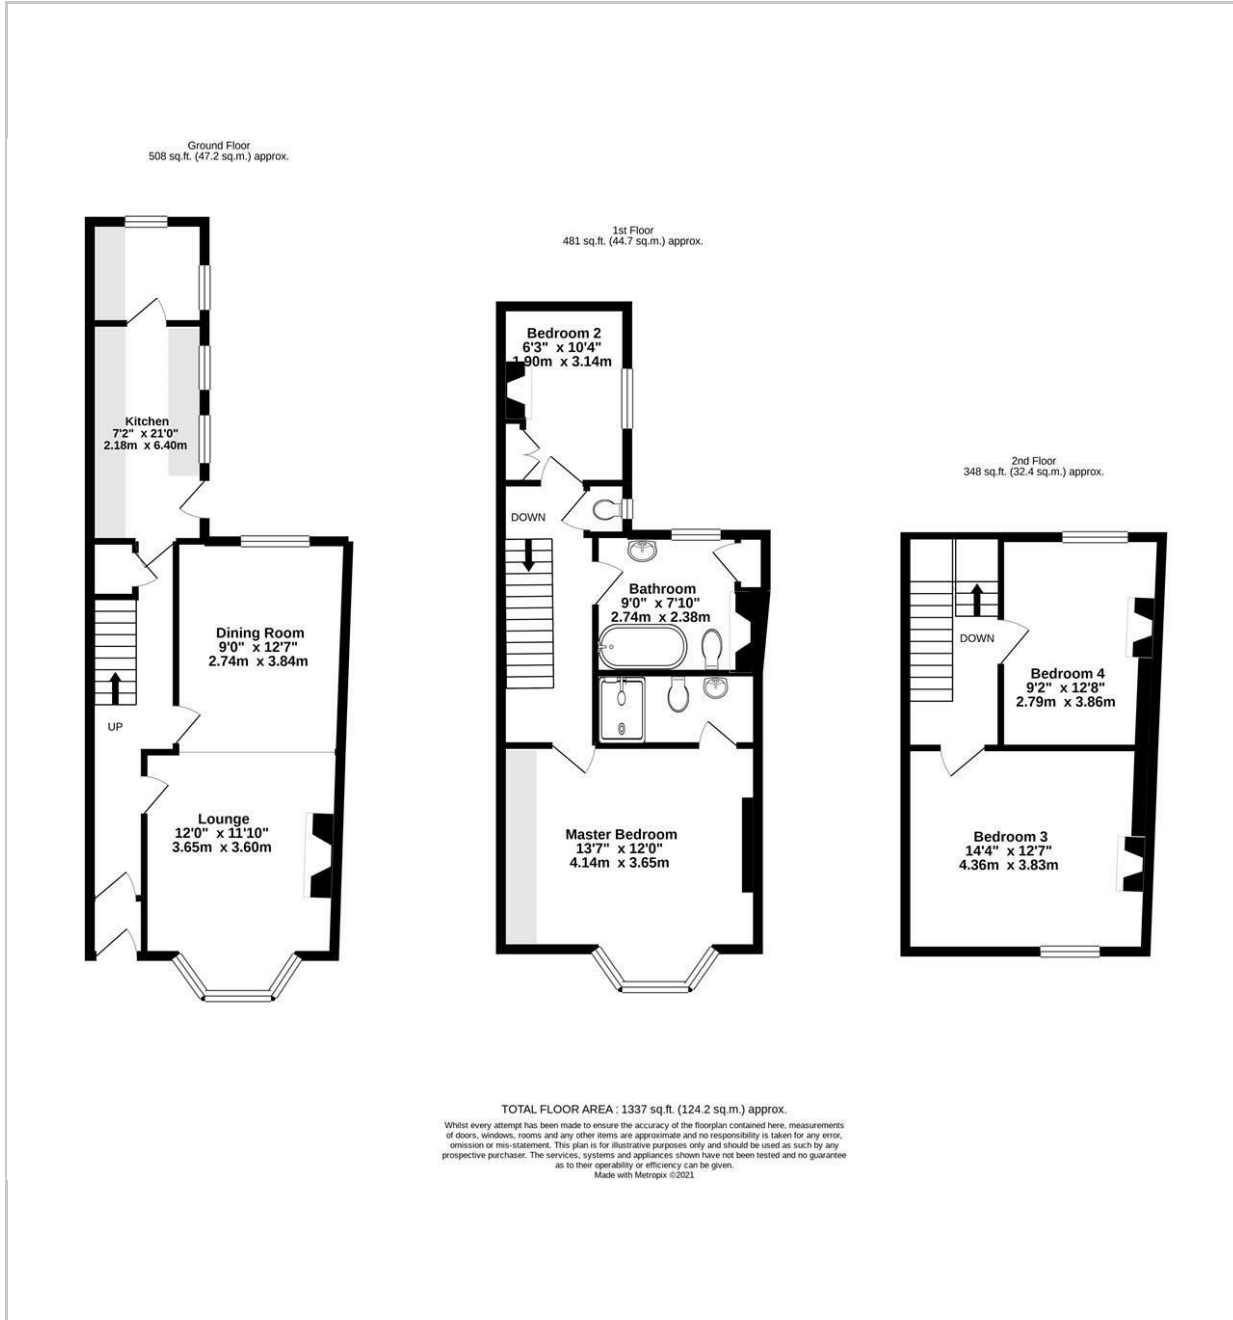 Ground Floor
508 sq.ft. (47.2 sq.m.) approx.
Kitchen
7'2" x 21'0"
2.18m x 6.40m
Dining Room
9'0" x 12'7"
2.74m x 3.84m
UP
Lounge
12'0" x 11'10"
3.65m x 3.60m
1st Floor
481 sq.ft. (44.7 sq.m.) approx.
Bedroom 2
6'3" x 10'4"
1.90m x 3.14m
DOWN
Bathroom
9'0" x 7'10"
2.74m x 2.38m
Master Bedroom
13'7" x 12'0"
4.14m x 3.65m
2nd Floor
348 sq.ft. (32.4 sq.m.) approx.
DOWN
Bedroom 4
9'2" x 12'8"
2.79m x 3.86m
Bedroom 3
14'4" x 12'7"
4.36m x 3.83m
TOTAL FLOOR AREA : 1337 sq.ft. (124.2 sq.m.) approx.
Whilst every attempt has been made to ensure the accuracy of the floorplan contained here, measurements
of doors, windows, rooms and any other items are approximate and no responsibility is taken for any error,
omission or mis-statement. This plan is for illustrative purposes only and should be used as such by any
prospective purchaser. The services, systems and appliances shown have not been tested and no guarantee
as to their operability or efficiency can be given.
Made with Metropix ©2021